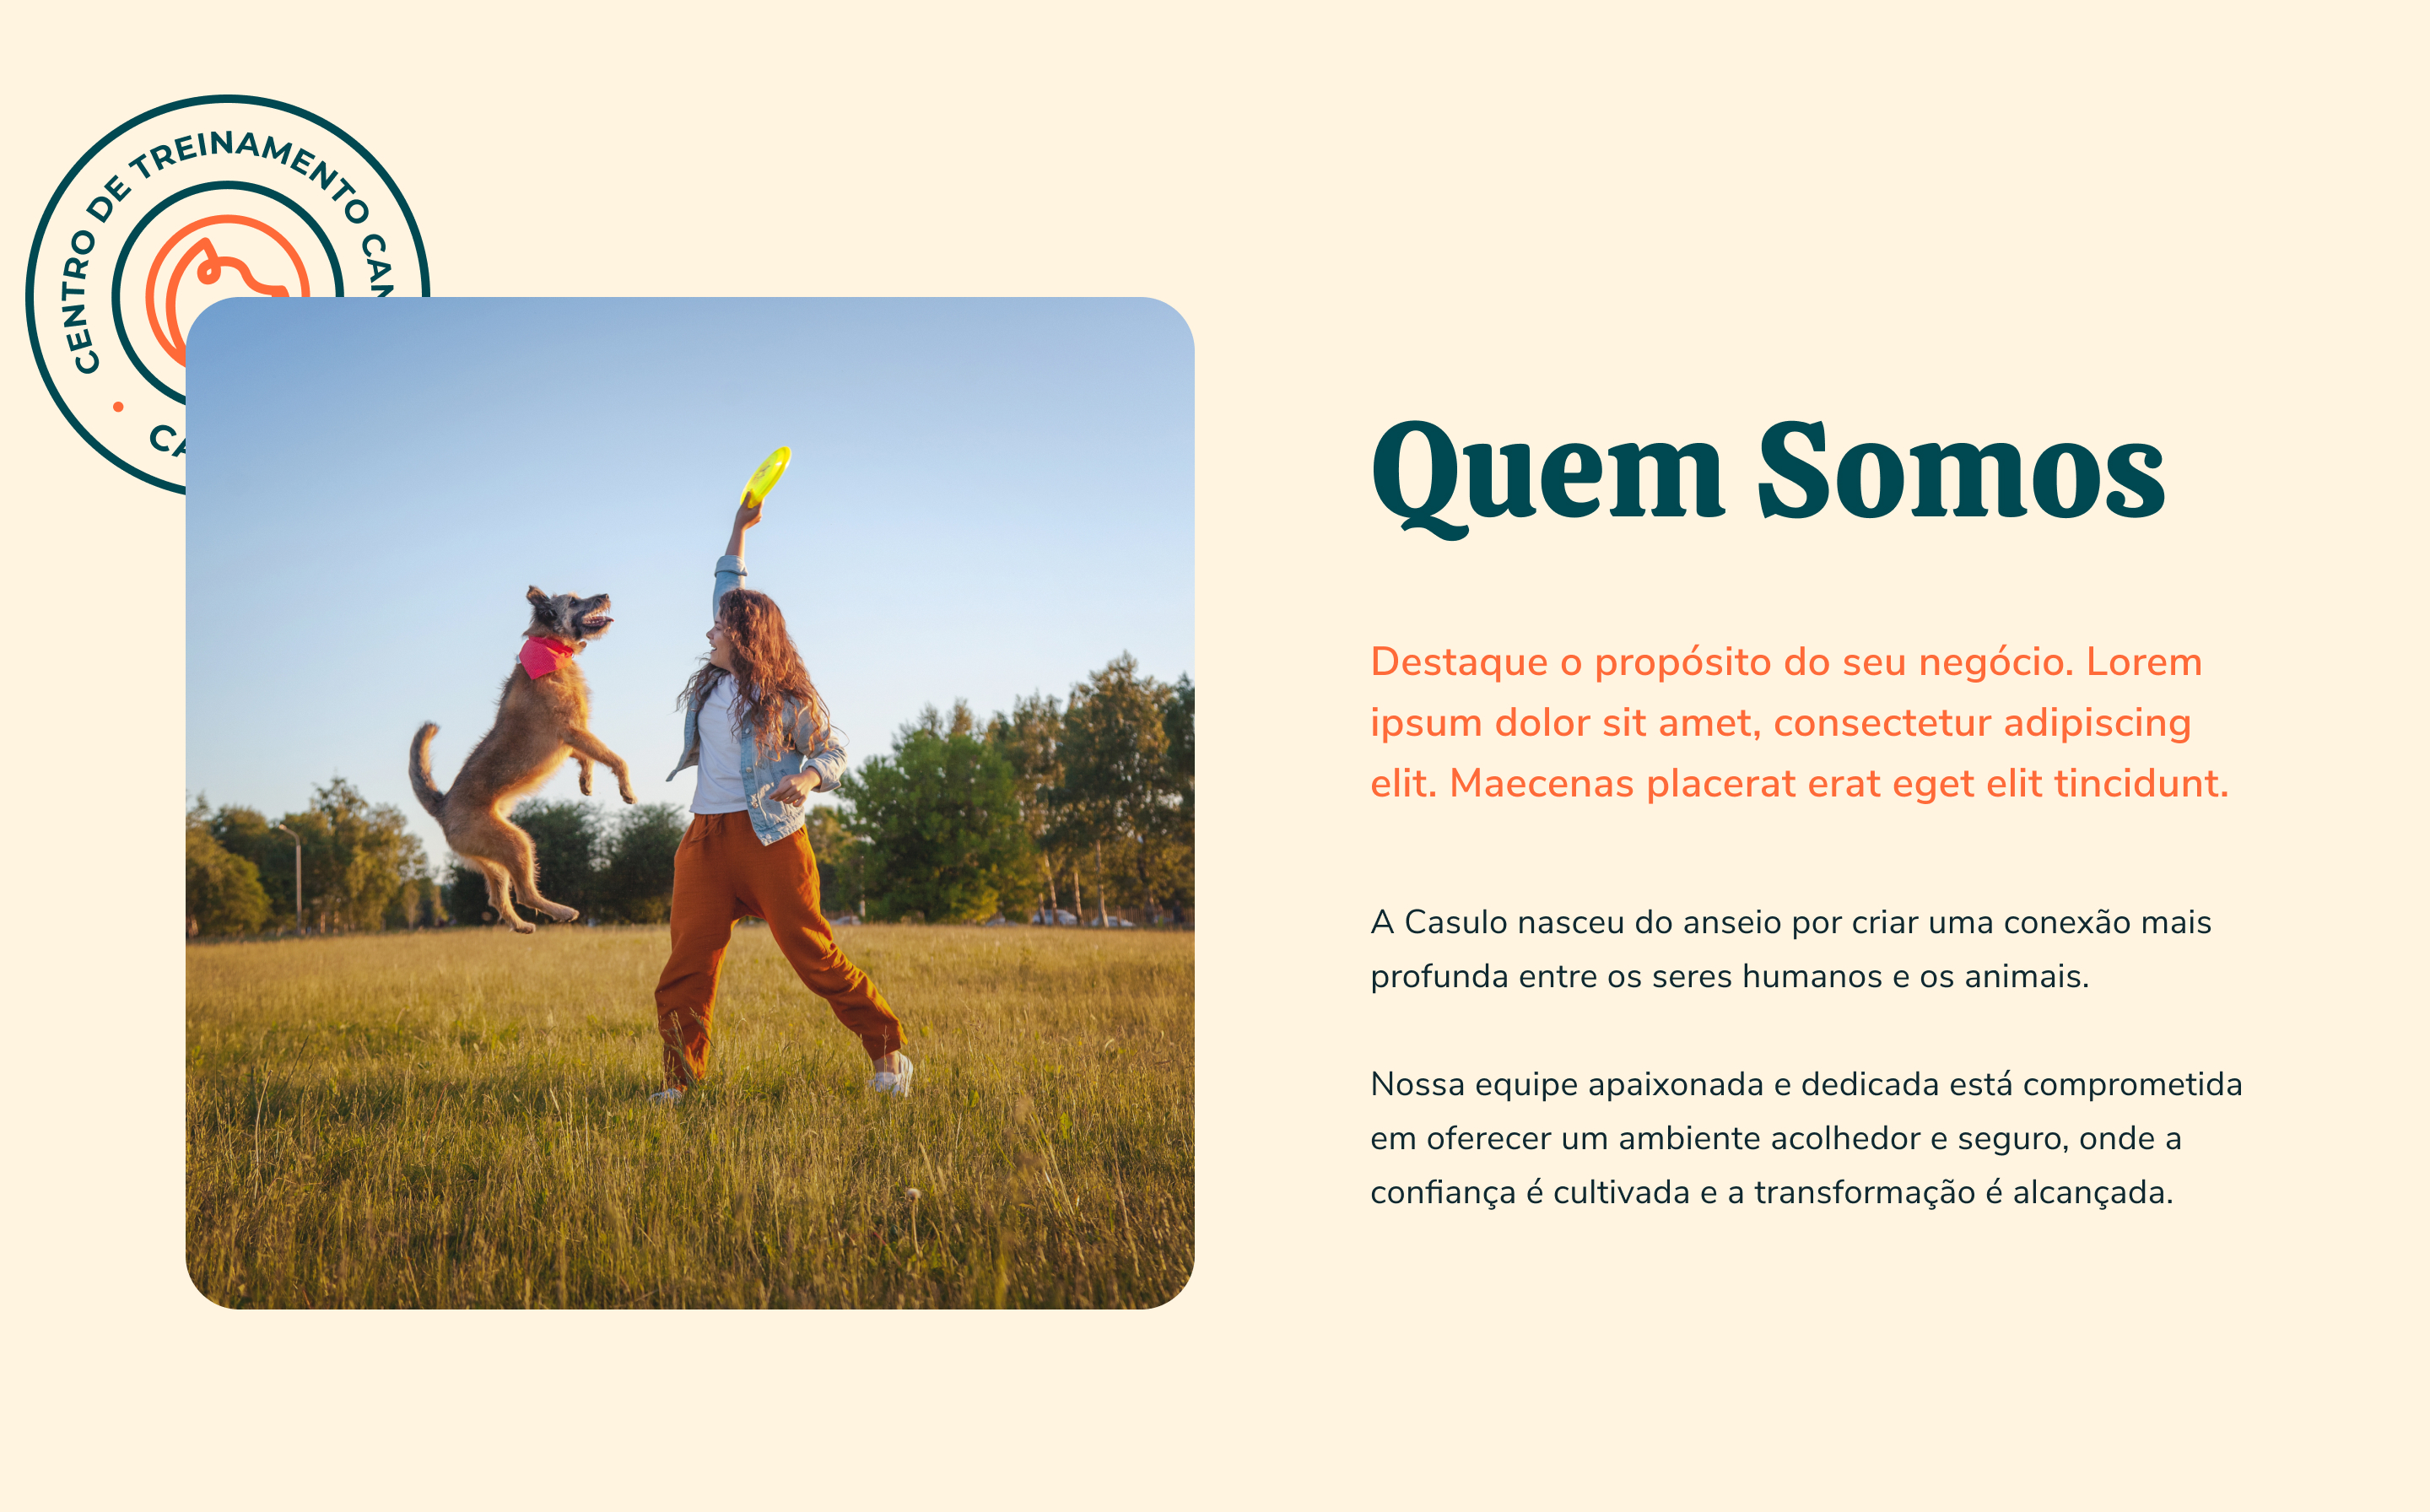 CENTRO DE TREINAMENTO
Quem Somos
Destaque o propósito do seu negócio. Lorem
ipsum dolor sit amet, consectetur adipiscing
elit. Maecenas placerat erat eget elit tincidunt.
A Casulo nasceu do anseio por criar uma conexão mais
profunda entre os seres humanos e os animais.
Nossa equipe apaixonada e dedicada está comprometida
em oferecer um ambiente acolhedor e seguro, onde a
confiança é cultivada e a transformação é alcançada.